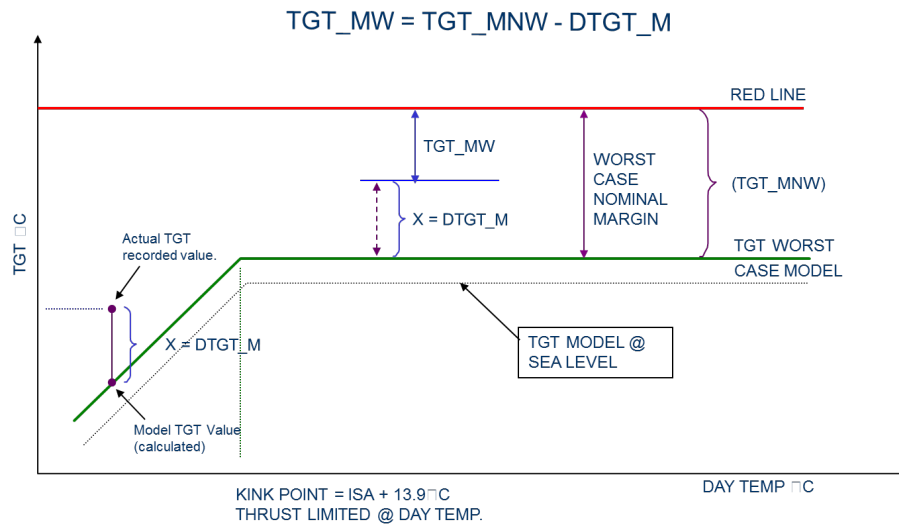 TGT_MW = TGT_MNW - DTGT_M
RED LINE
TGT_MW
WORST
CASE
NOMINAL
MARGIN
(TGT_MNW)
X = DTGT_M
TGT □C
Actual TGT
recorded value.
TGT WORST
CASE MODEL
X = DTGT_M
TGT MODEL @
SEA LEVEL
Model TGT Value
(calculated)
DAY TEMP □C
KINK POINT = ISA + 13.9□C
THRUST LIMITED @ DAY TEMP.